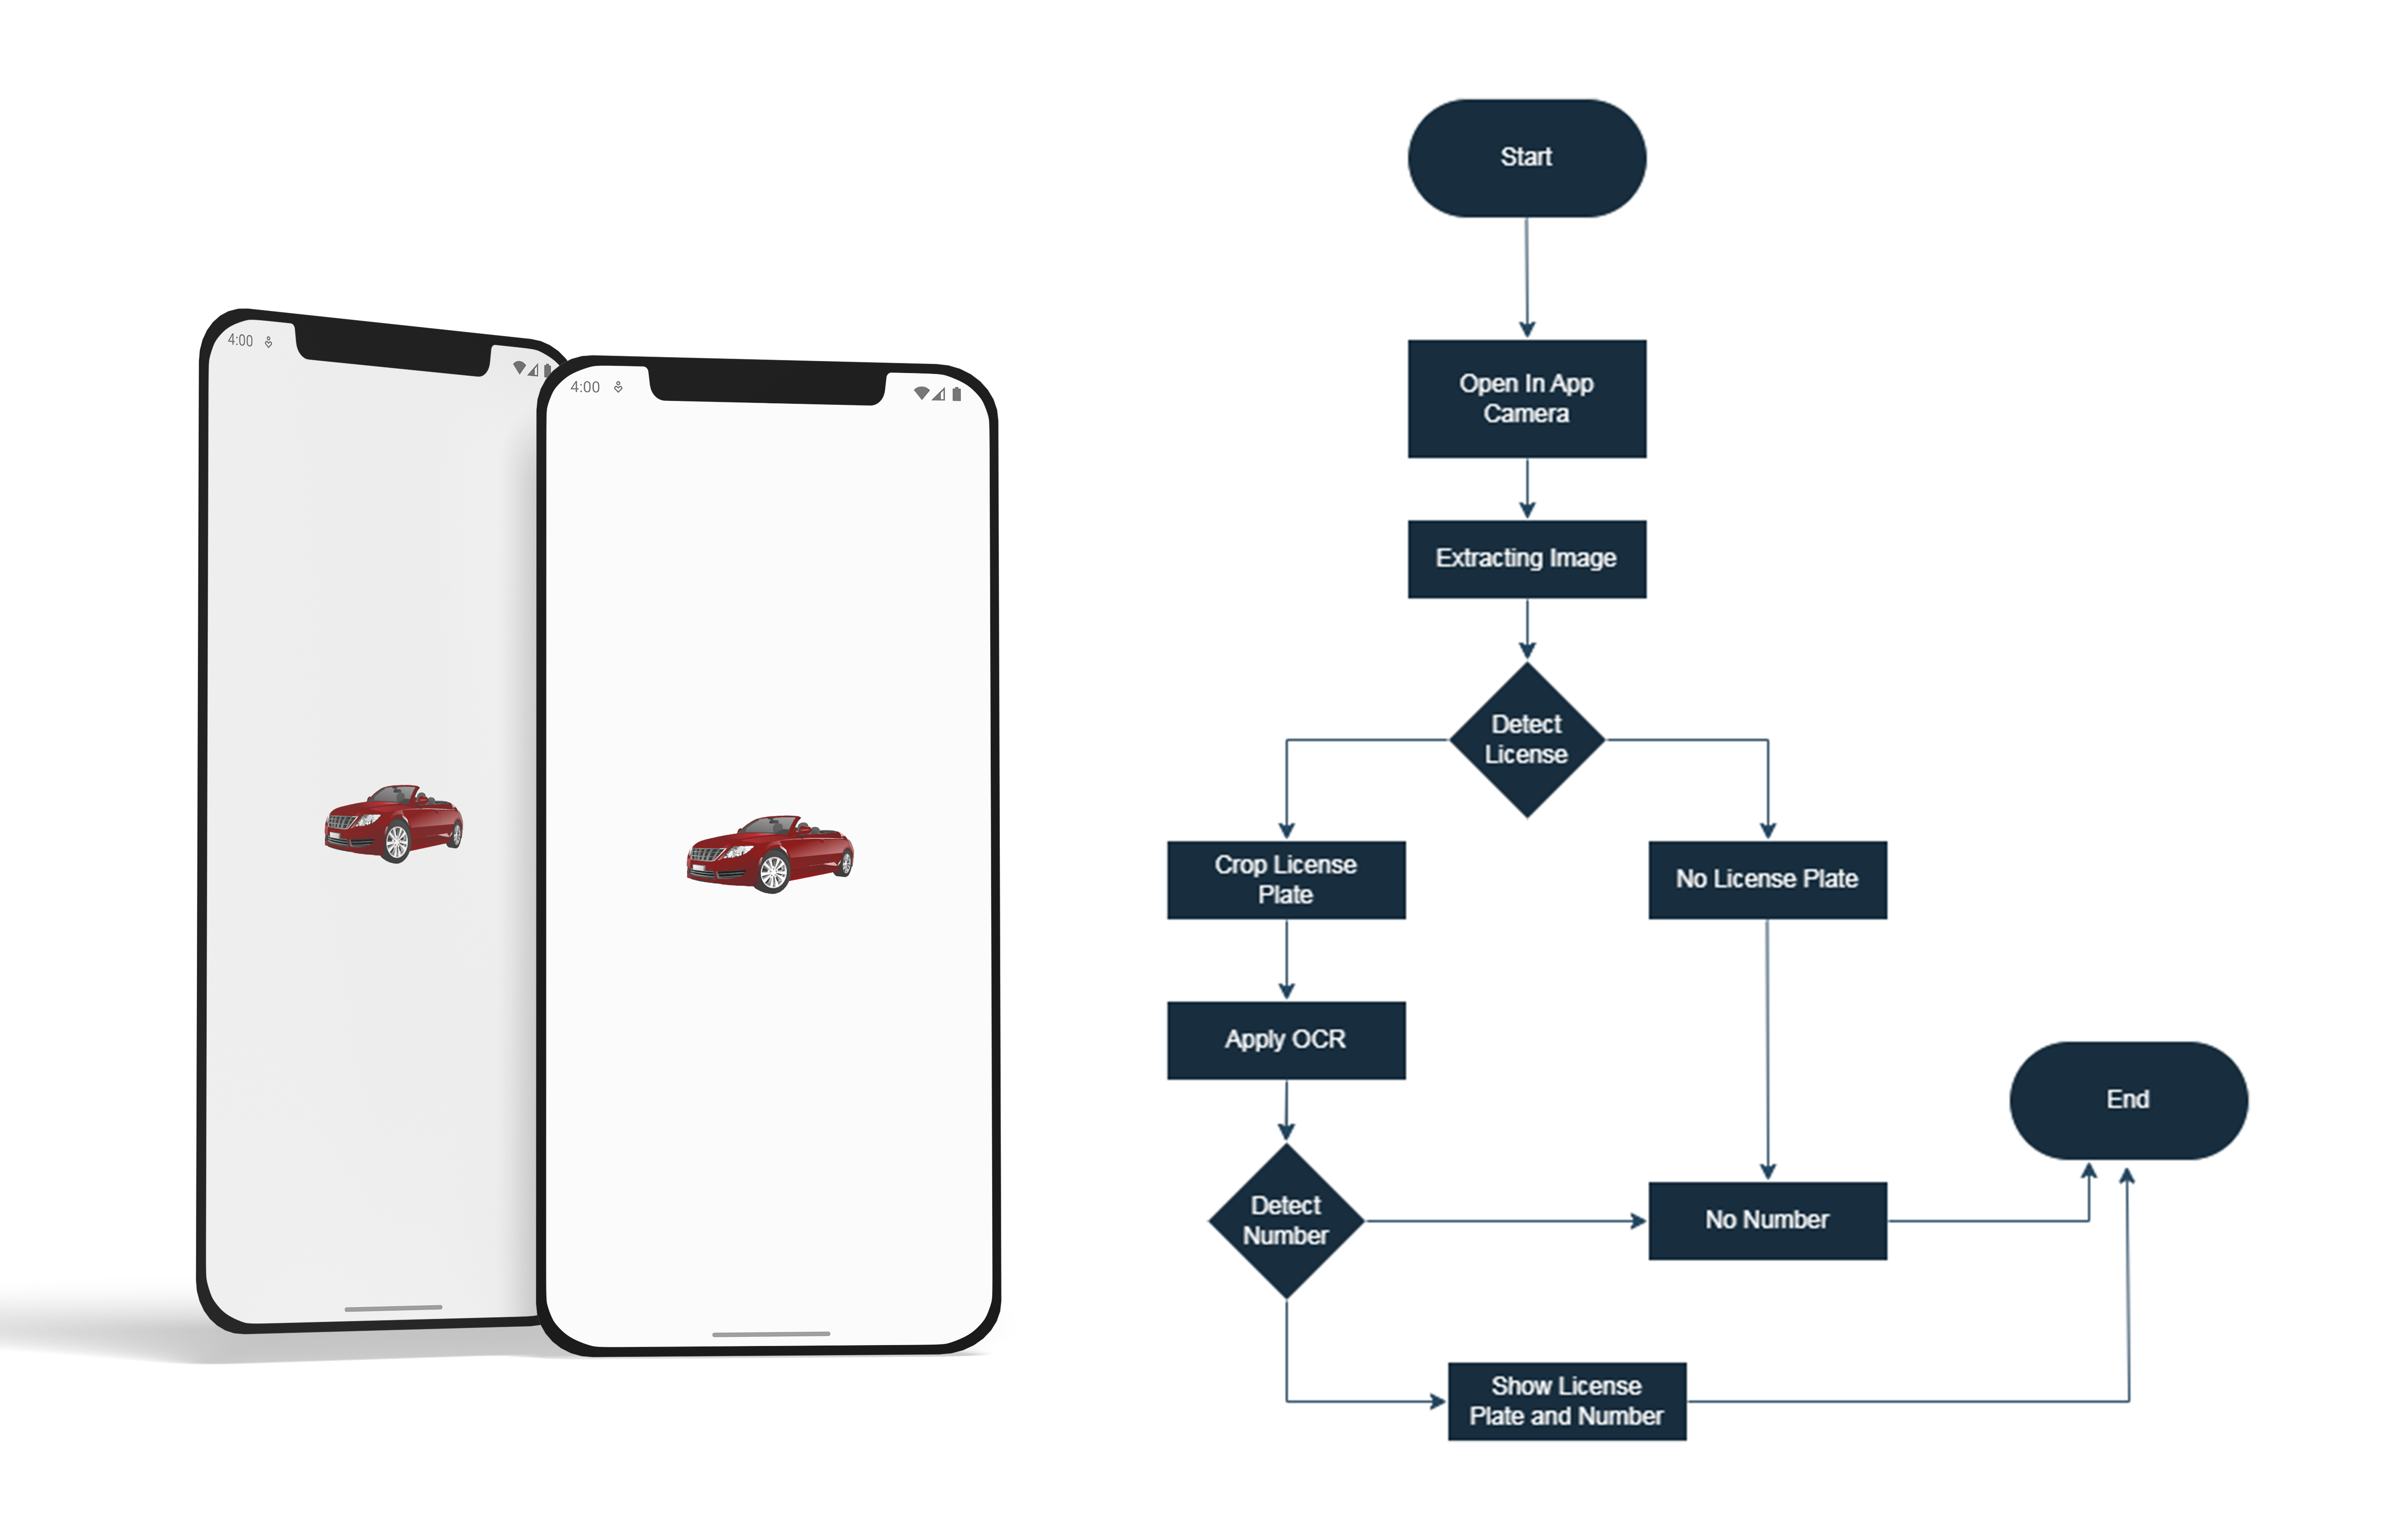 4:00
4:00
Start
Open In App
Camera
Extracting Image
Detect
License
Crop License
Plate
No License Plate
Apply OCR
End
Detect
Number
No Number
Show License
Plate and Number